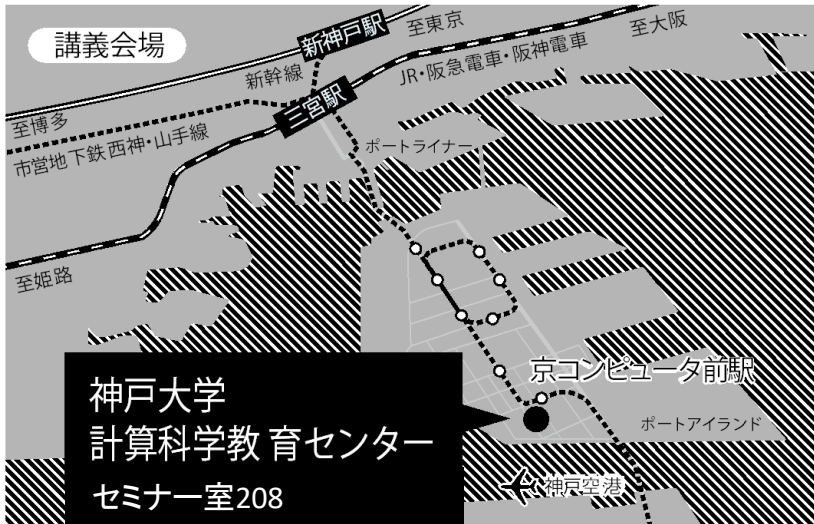 講義会場
新神戸駅
至東京
至大阪
新幹線
JR・阪急電車・阪神電車
三宮駅
至博多
市営地下鉄西神・山手線
ポートライナー
至姫路
京コンピュータ前駅
神戸大学
計算科学教育センター
セミナー室208
ポートアイランド
神戸空港